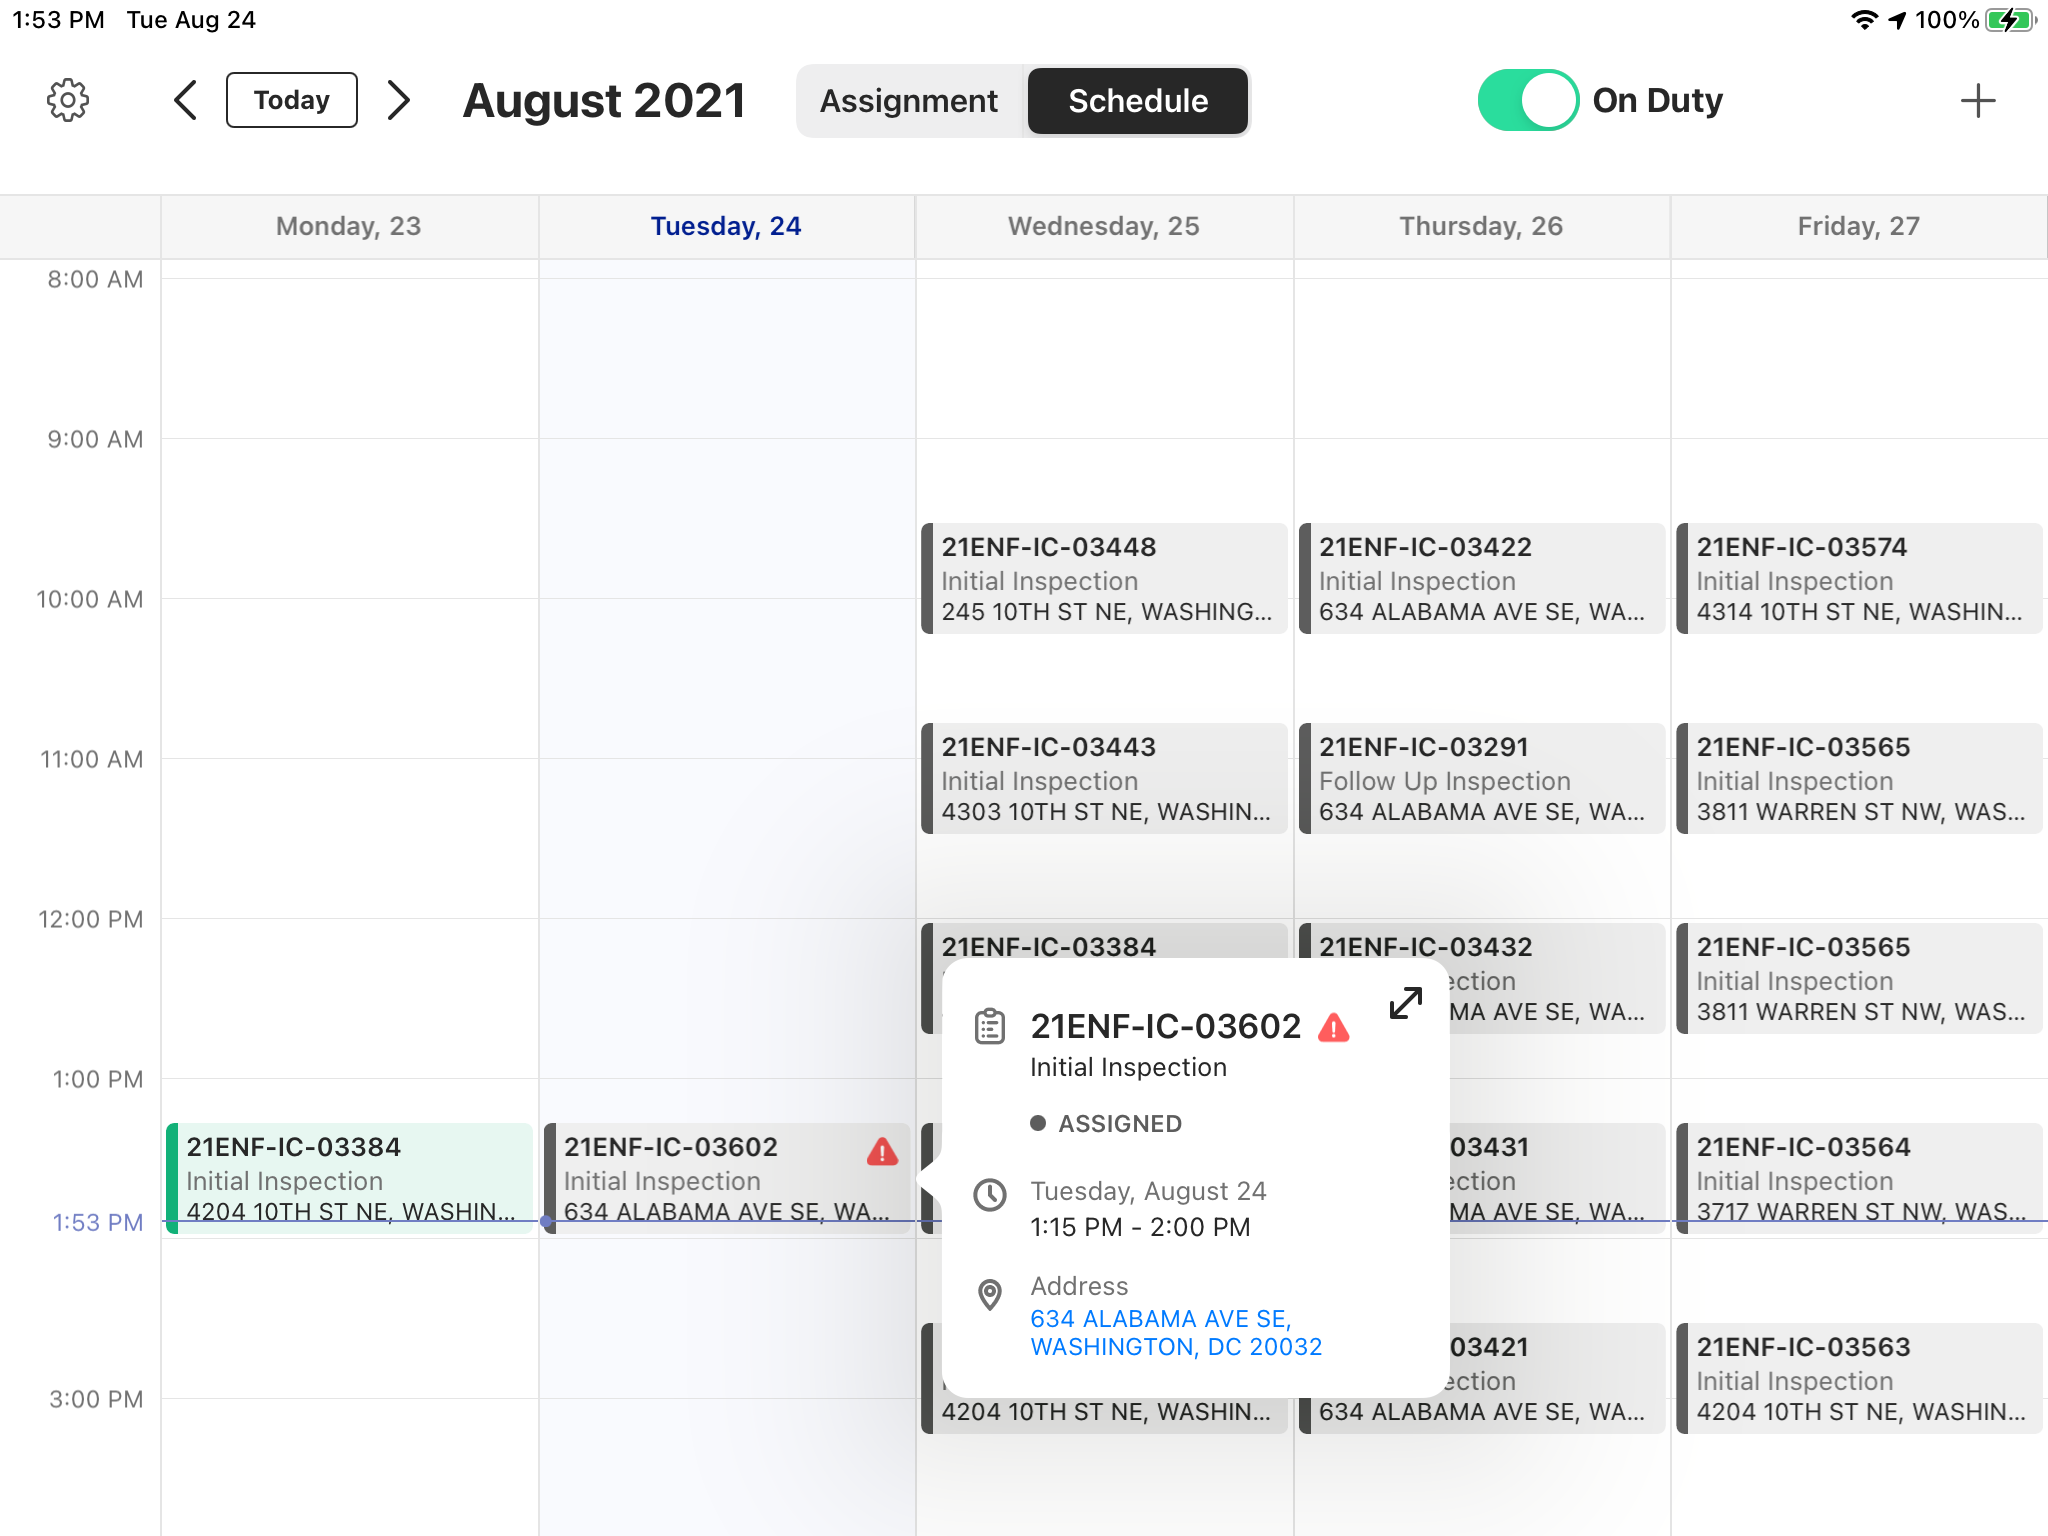 1:53 PM Tue Aug 24 100%
Today August 2021 Assignment Schedule On Duty
Monday, 23 Tuesday, 24 Wednesday, 25 Thursday, 26 Friday, 27
8:00 AM
9:00 AM
21ENF-IC-03448 21ENF-IC-03422 21ENF-IC-03574
Initial Inspection Initial Inspection Initial Inspection
10:00 AM
245 10TH ST NE, WASHING... 634 ALABAMA AVE SE, WA... 4314 10TH ST NE, WASHIN...
21ENF-IC-03443 21ENF-IC-03291 21ENF-IC-03565
11:00 AM
Initial Inspection Follow Up Inspection Initial Inspection
4303 10TH ST NE, WASHIN... 634 ALABAMA AVE SE, WA... 3811 WARREN ST NW, WAS...
12:00 PM
21ENF-IC-03384 21ENF-IC-03432 21ENF-IC-03565
ection Initial Inspection
MA AVE SE, WA... 3811 WARREN ST NW, WAS...
21ENF-IC-03602
Initial Inspection
ASSIGNED
Tuesday, August 24
1:15 PM - 2:00 PM
Address
634 ALABAMA AVE SE,
WASHINGTON, DC 20032
1:00 PM
21ENF-IC-03384 21ENF-IC-03602 03431 21ENF-IC-03564
Initial Inspection Initial Inspection ection Initial Inspection
4204 10TH ST NE, WASHIN... 634 ALABAMA AVE SE, WA... MA AVE SE, WA... 3717 WARREN ST NW, WAS...
1:53 PM
03421 21ENF-IC-03563
ection Initial Inspection
3:00 PM
4204 10TH ST NE, WASHIN... 634 ALABAMA AVE SE, WA... 4204 10TH ST NE, WASHIN...